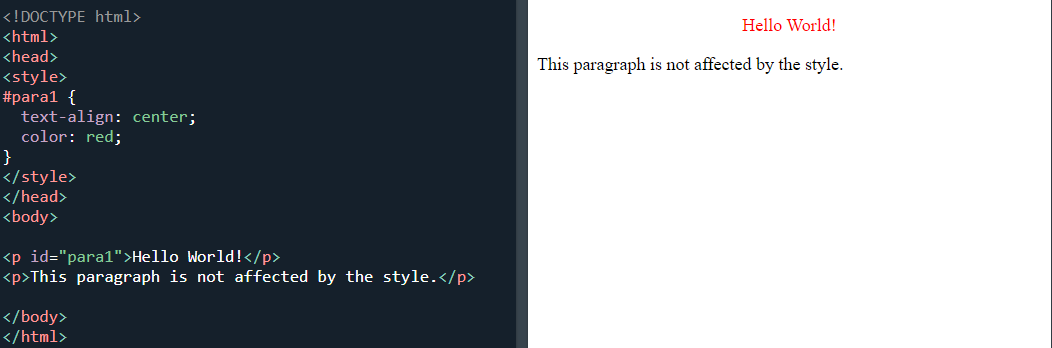 <!DOCTYPE html>
<html>
<head>
<style>
#para1 {
  text-align: center;
  color: red;
}
</style>
</head>
<body>
<p id="para1">Hello World!</p>
<p>This paragraph is not affected by the style.</p>
</body>
</html>
Hello World!
This paragraph is not affected by the style.